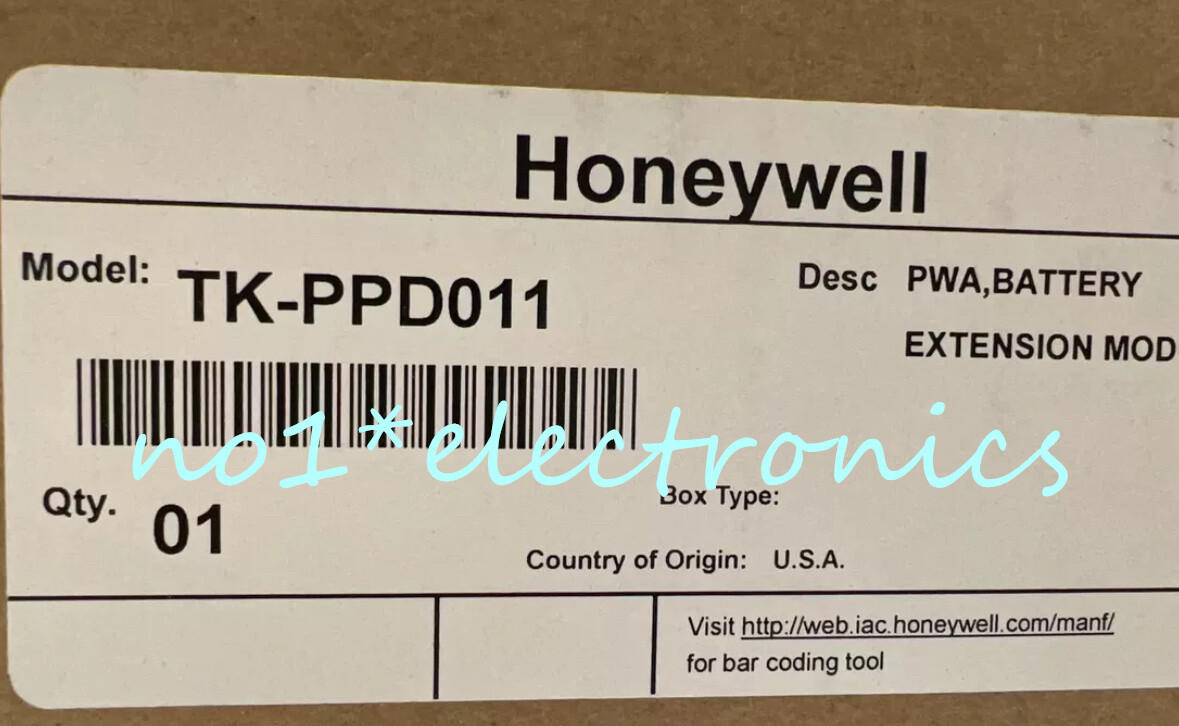 Honeywell
Model: TK-PPD011
Desc PWA,BATTERY
EXTENSION MOD
no1*electronics
Qty. 01
Box Type:
Country of Origin: U.S.A.
Visit http://web.iac.honeywell.com/manf/
for bar coding tool